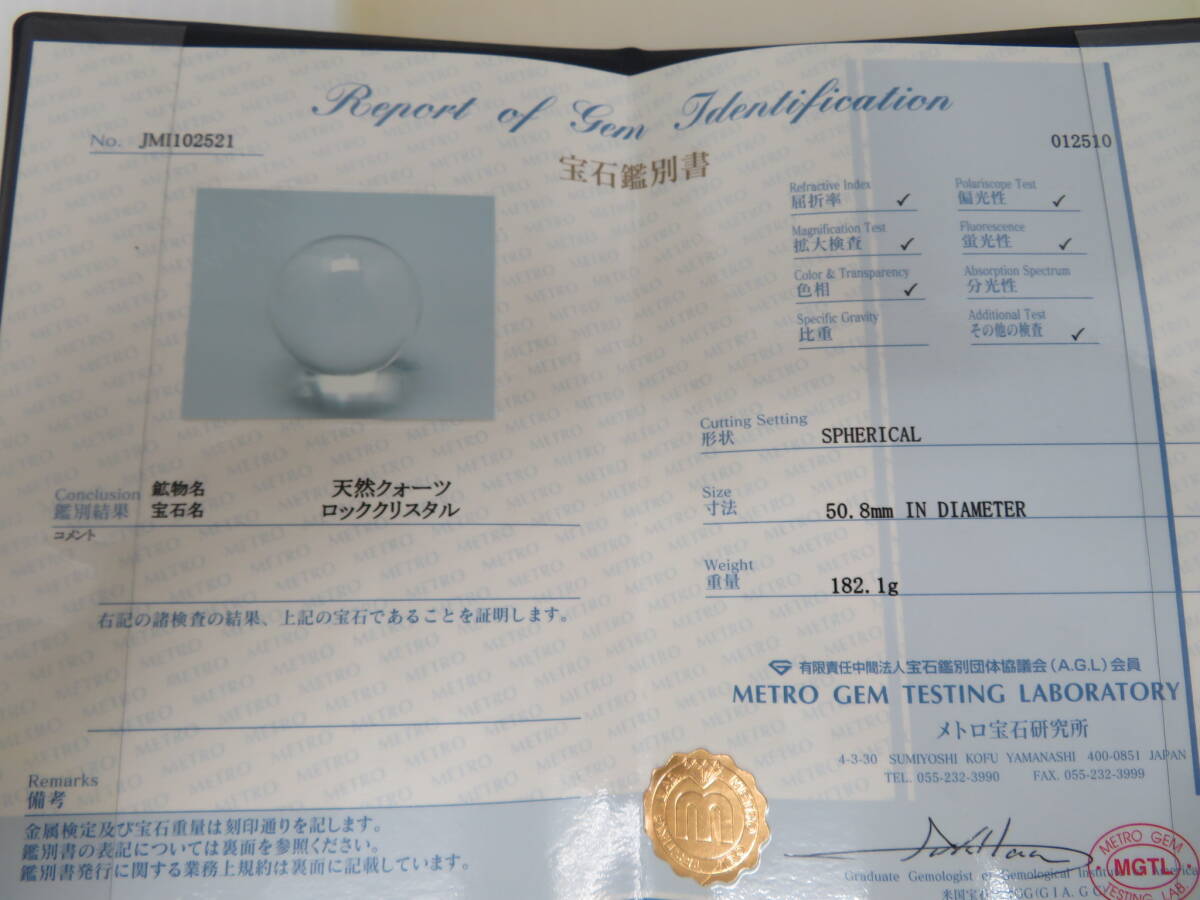 Report of Gem Identification
宝石鑑別書
No. JMI102521
012510
Refractive Index
屈折率 ✓
Polariscope Test
偏光性 ✓
Magnification Test
拡大検査 ✓
Fluorescence
蛍光性 ✓
Color & Transparency
色相 ✓
Absorption Spectrum
分光性
Specific Gravity
比重
Additional Test
その他の検査 ✓
Cutting Setting
形状 SPHERICAL
Size
寸法 50.8mm IN DIAMETER
Weight
重量 182.1g
Conclusion 鉱物名 天然クォーツ
鑑別結果 宝石名 ロッククリスタル
コメント
右記の諸検査の結果、上記の宝石であることを証明します。
有限責任中間法人宝石鑑別団体協議会(A.G.L)会員
METRO GEM TESTING LABORATORY
メトロ宝石研究所
4-3-30 SUMIYOSHI KOFU YAMANASHI 400-0851 JAPAN
TEL. 055-232-3990 FAX. 055-232-3999
Remarks
備考
金属検定及び宝石重量は刻印通りを記します。
鑑別書の表記については裏面を参照ください。
鑑別書発行に関する業務上規約は裏面に記載しています。
Graduate Gemologist of Gemological
METRO GEM
MGTL
TESTING LAB